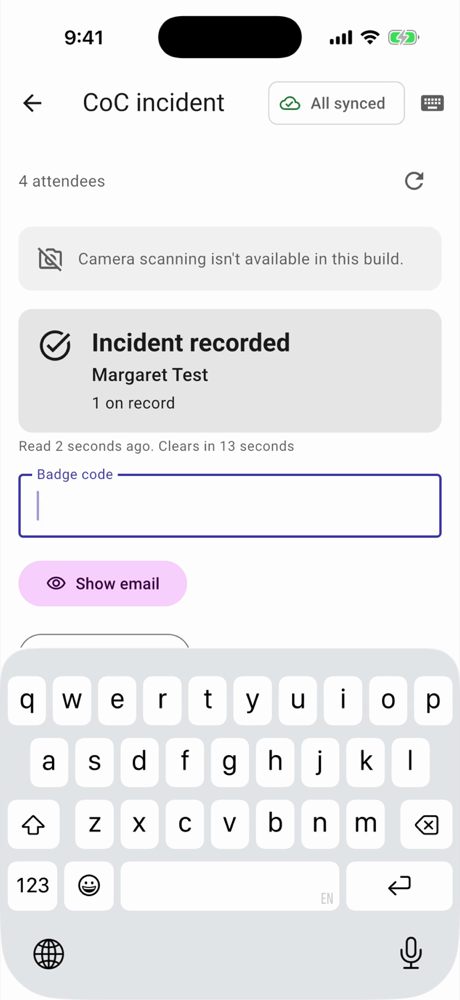 9:41
CoC incident
All synced
4 attendees
Camera scanning isn't available in this build.
Incident recorded
Margaret Test
1 on record
Read 2 seconds ago. Clears in 13 seconds
Badge code
Show email
q w e r t y u i o p
a s d f g h j k l
z x c v b n m
123
EN